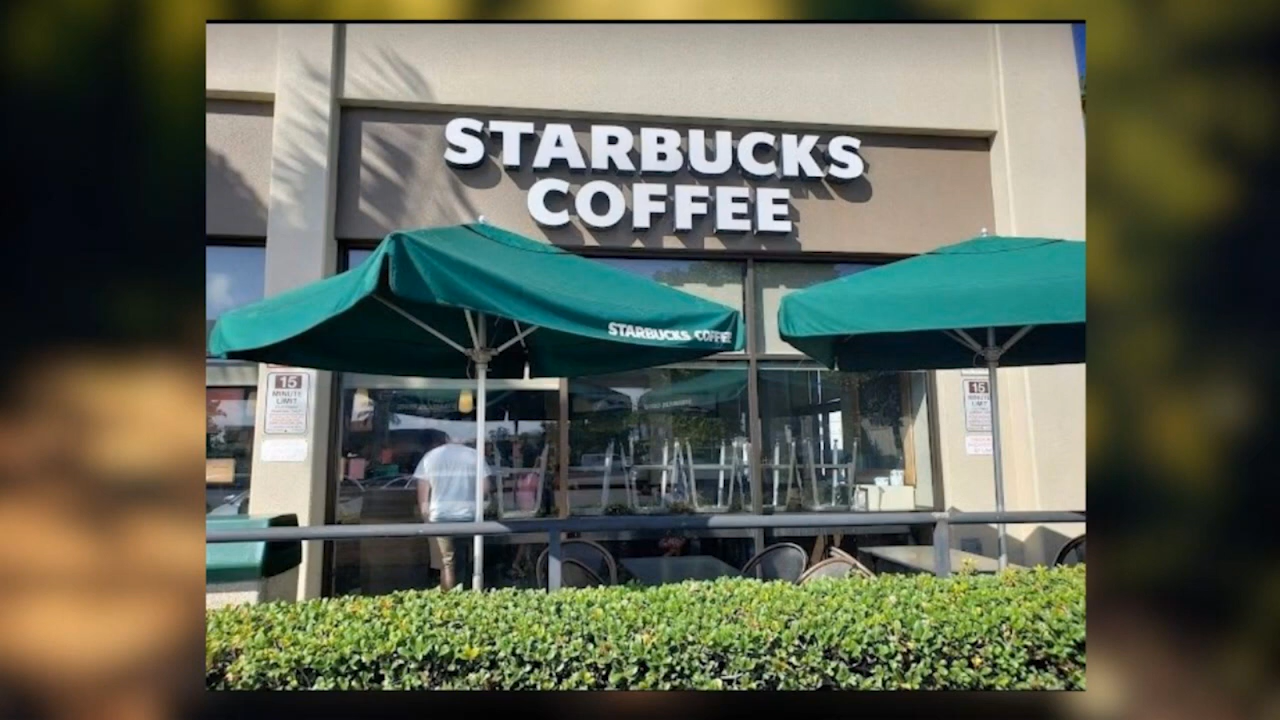 STARBUCKS
COFFEE
STARBUCKS COFFEE
15
MINUTE
LIMIT
15
MINUTE
LIMIT